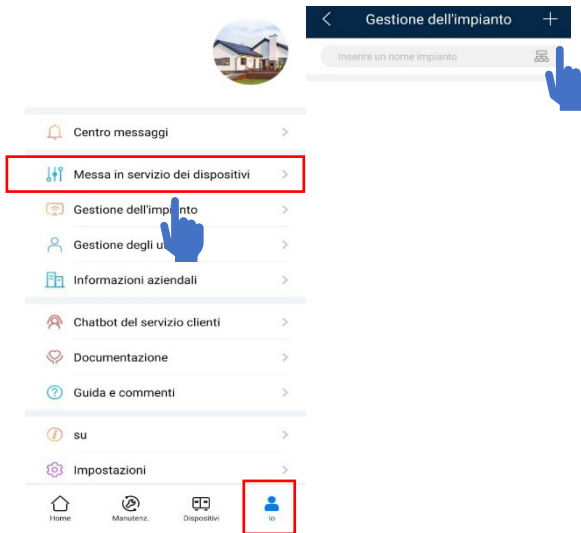 Centro messaggi
Messa in servizio dei dispositivi
Gestione dell'impianto
Gestione degli
Informazioni aziendali
Chatbot del servizio clienti
Documentazione
Guida e commenti
su
Impostazioni
Home
Manutenz.
Dispositivi
Io
Gestione dell'impianto
Inserire un nome impianto